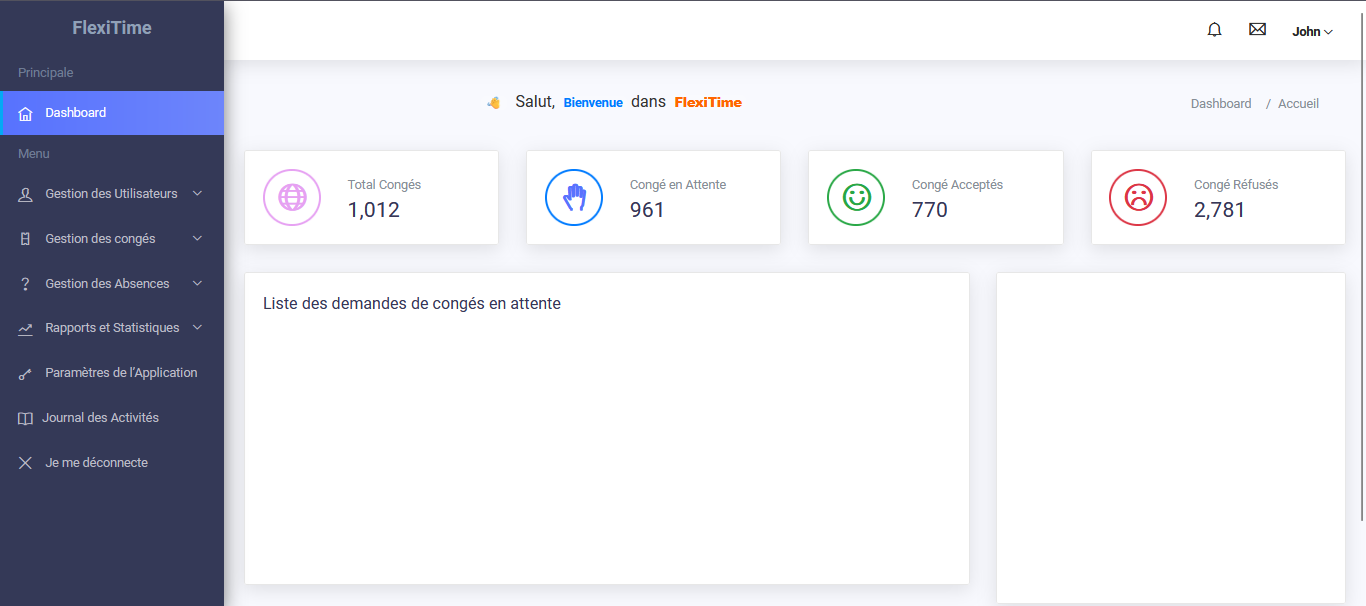 FlexiTime
John
Principale
Dashboard
Salut, Bienvenue dans FlexiTime
Dashboard / Accueil
Menu
Gestion des Utilisateurs
Gestion des congés
Gestion des Absences
Rapports et Statistiques
Paramètres de l'Application
Journal des Activités
Je me déconnecte
Total Congés
1,012
Congé en Attente
961
Congé Acceptés
770
Congé Réfusés
2,781
Liste des demandes de congés en attente